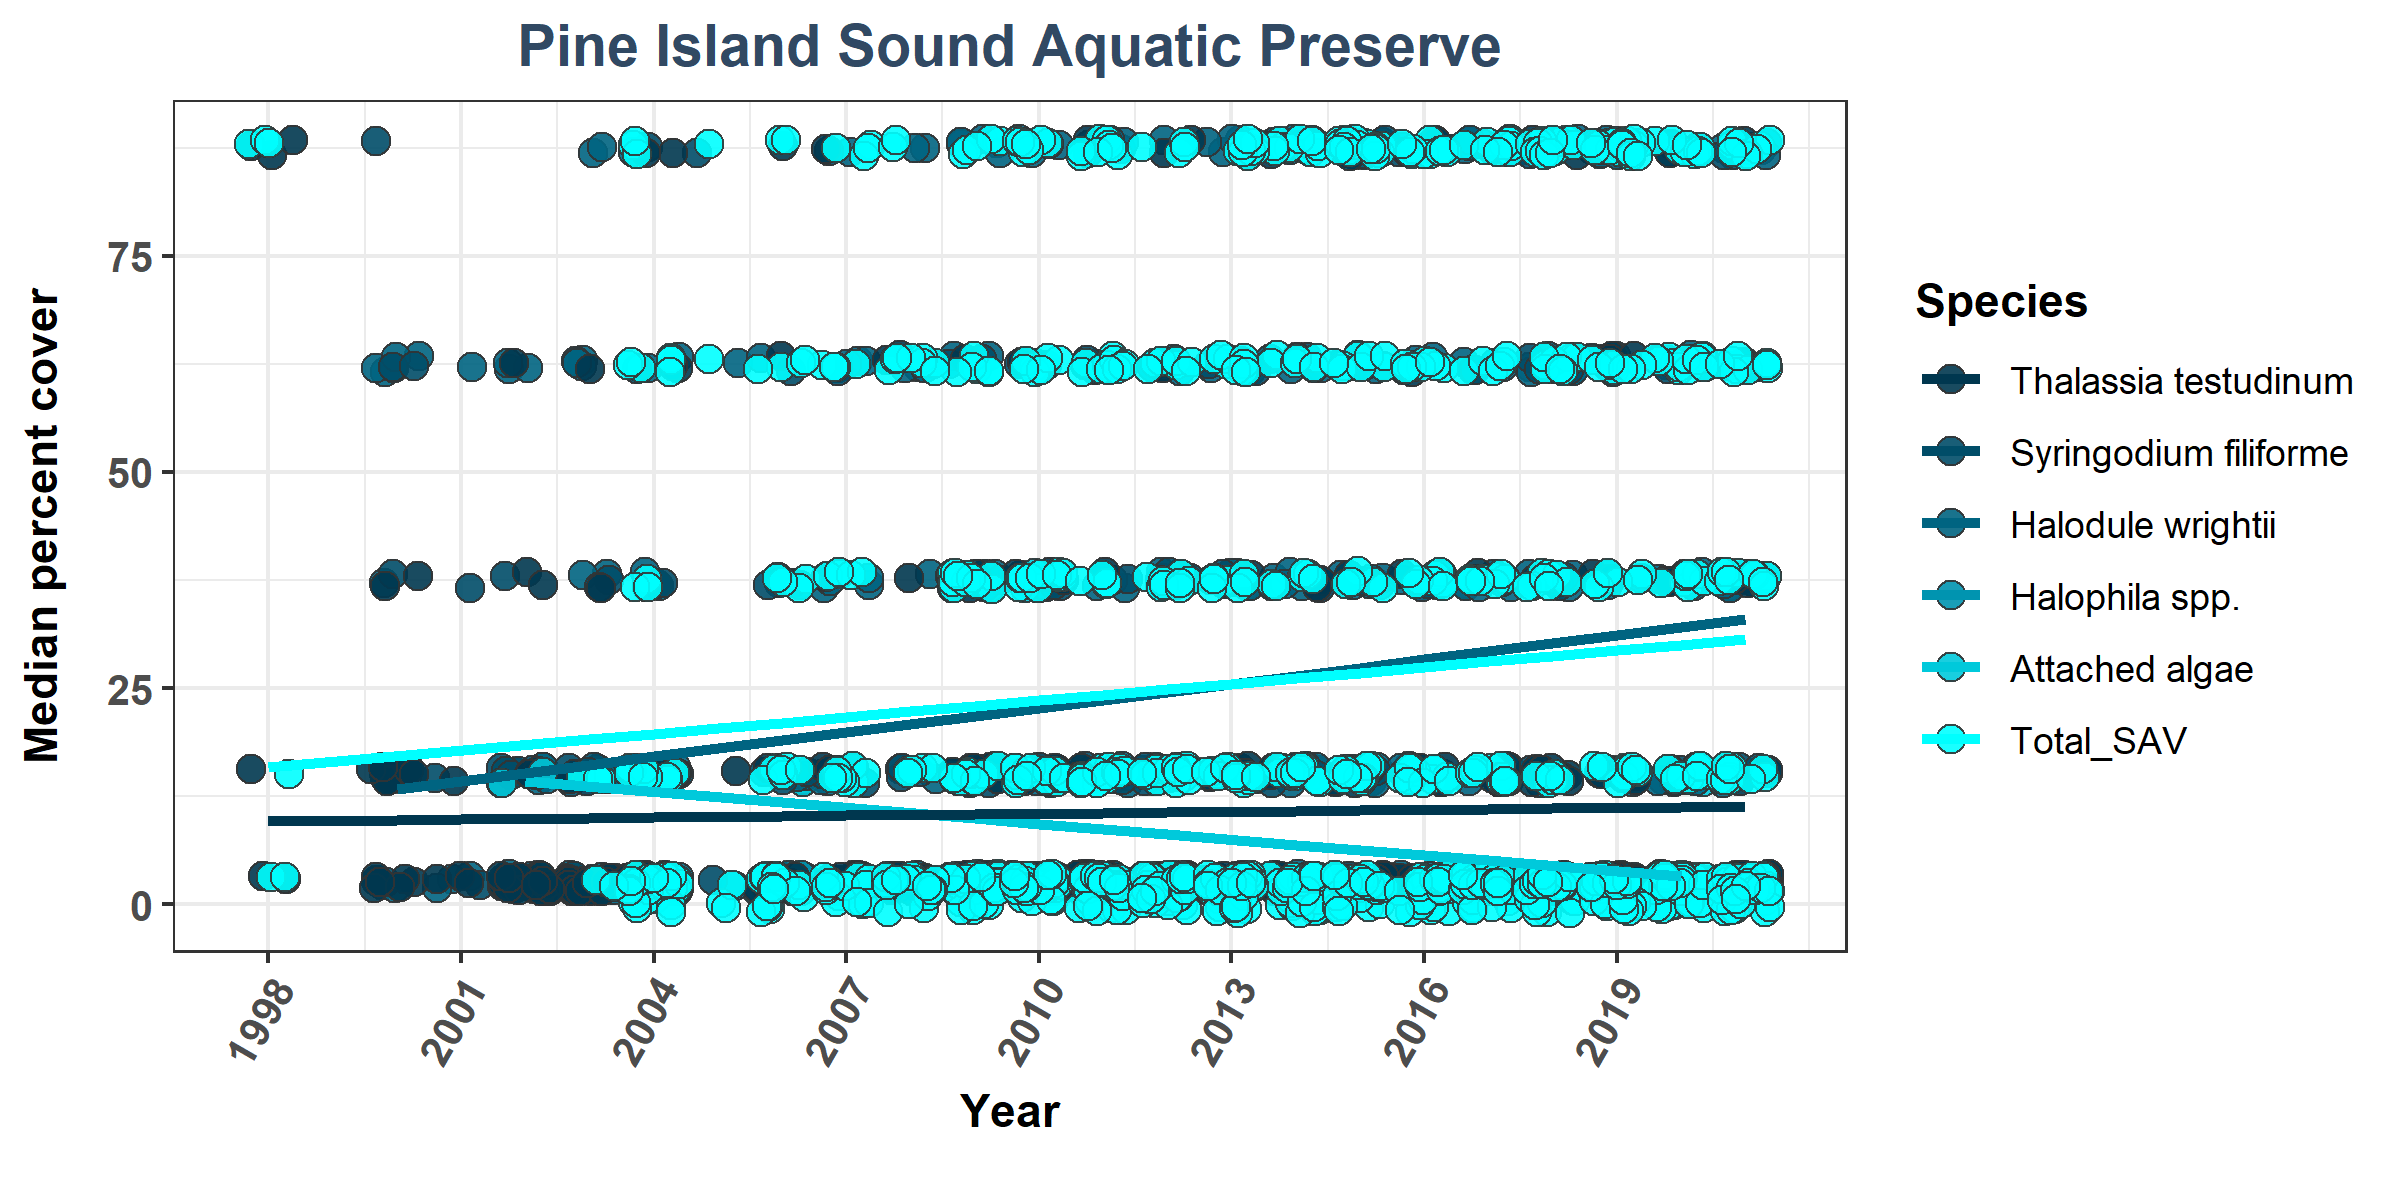 Pine Island Sound Aquatic Preserve
Median percent cover
75
50
25
0
1998
2001
2004
2007
2010
2013
2016
2019
Year
Species
Thalassia testudinum
Syringodium filiforme
Halodule wrightii
Halophila spp.
Attached algae
Total_SAV